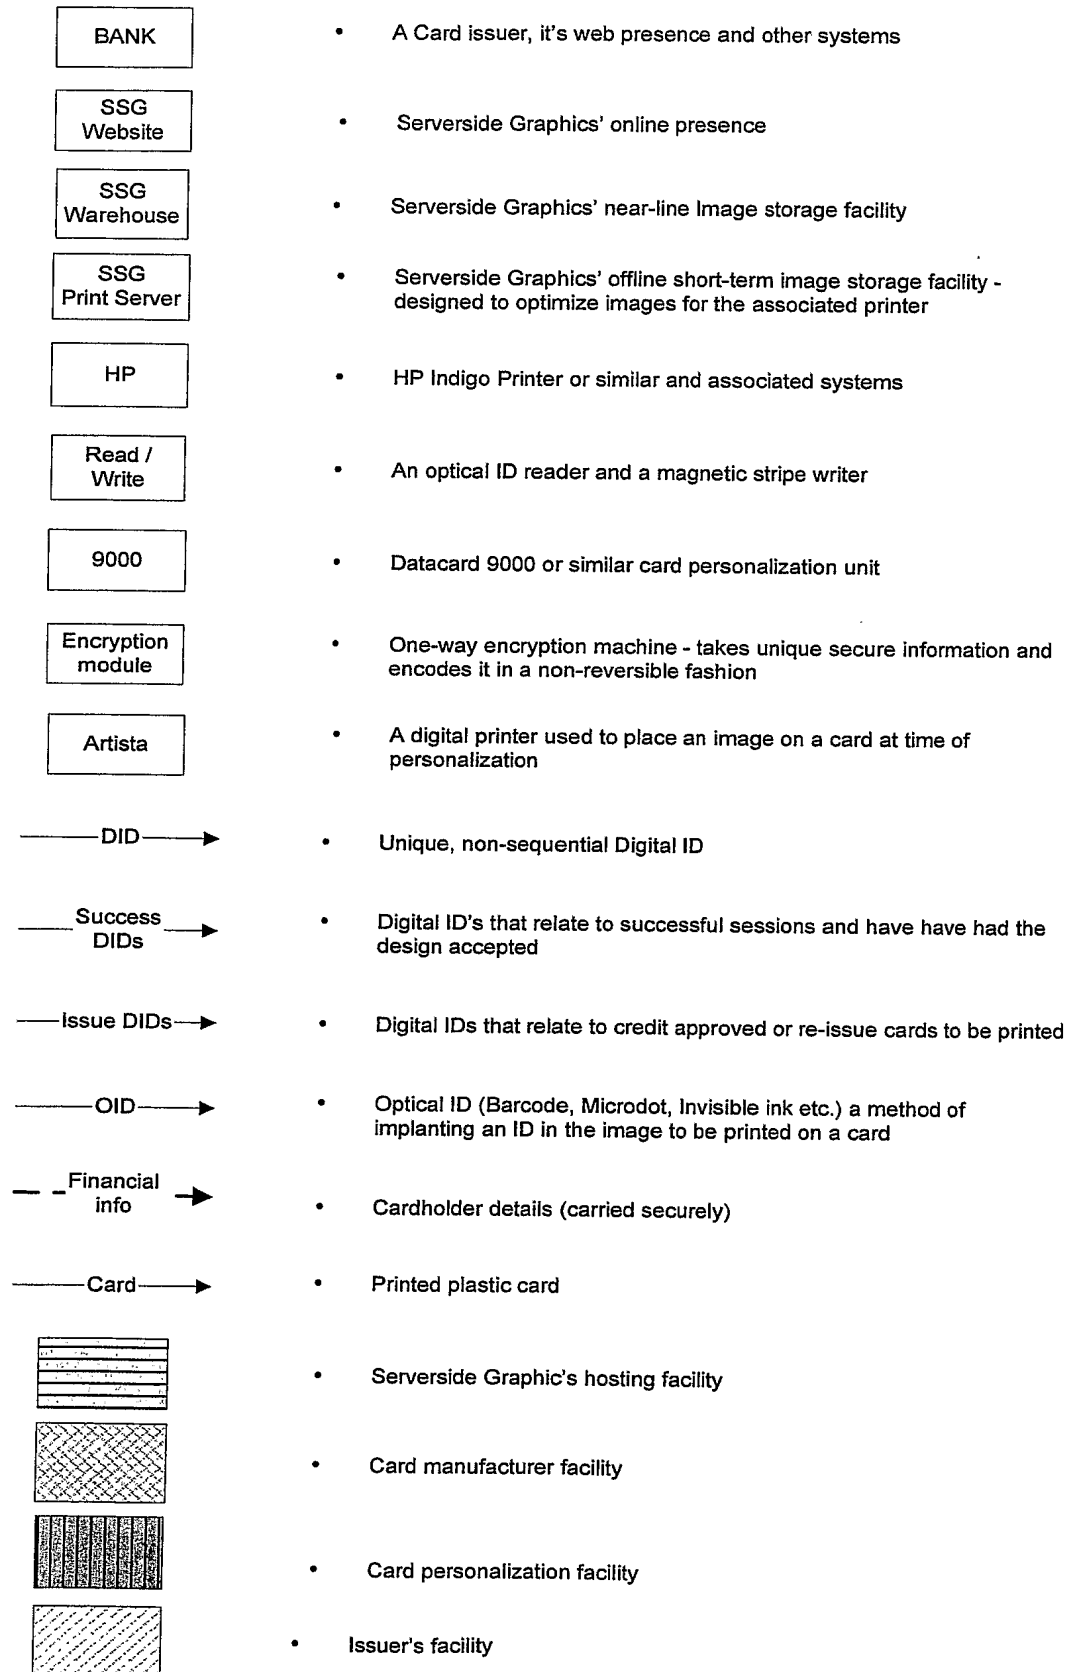 BANK
• A Card issuer, it's web presence and other systems
SSG
Website
• Serverside Graphics' online presence
SSG
Warehouse
• Serverside Graphics' near-line Image storage facility
SSG
Print Server
• Serverside Graphics' offline short-term image storage facility -
designed to optimize images for the associated printer
HP
• HP Indigo Printer or similar and associated systems
Read /
Write
• An optical ID reader and a magnetic stripe writer
9000
• Datacard 9000 or similar card personalization unit
Encryption
module
• One-way encryption machine - takes unique secure information and
encodes it in a non-reversible fashion
Artista
• A digital printer used to place an image on a card at time of
personalization
DID
• Unique, non-sequential Digital ID
Success
DIDs
• Digital ID's that relate to successful sessions and have have had the
design accepted
Issue DIDs
• Digital IDs that relate to credit approved or re-issue cards to be printed
OID
• Optical ID (Barcode, Microdot, Invisible ink etc.) a method of
implanting an ID in the image to be printed on a card
Financial
info
• Cardholder details (carried securely)
Card
• Printed plastic card
• Serverside Graphic's hosting facility
• Card manufacturer facility
• Card personalization facility
• Issuer's facility